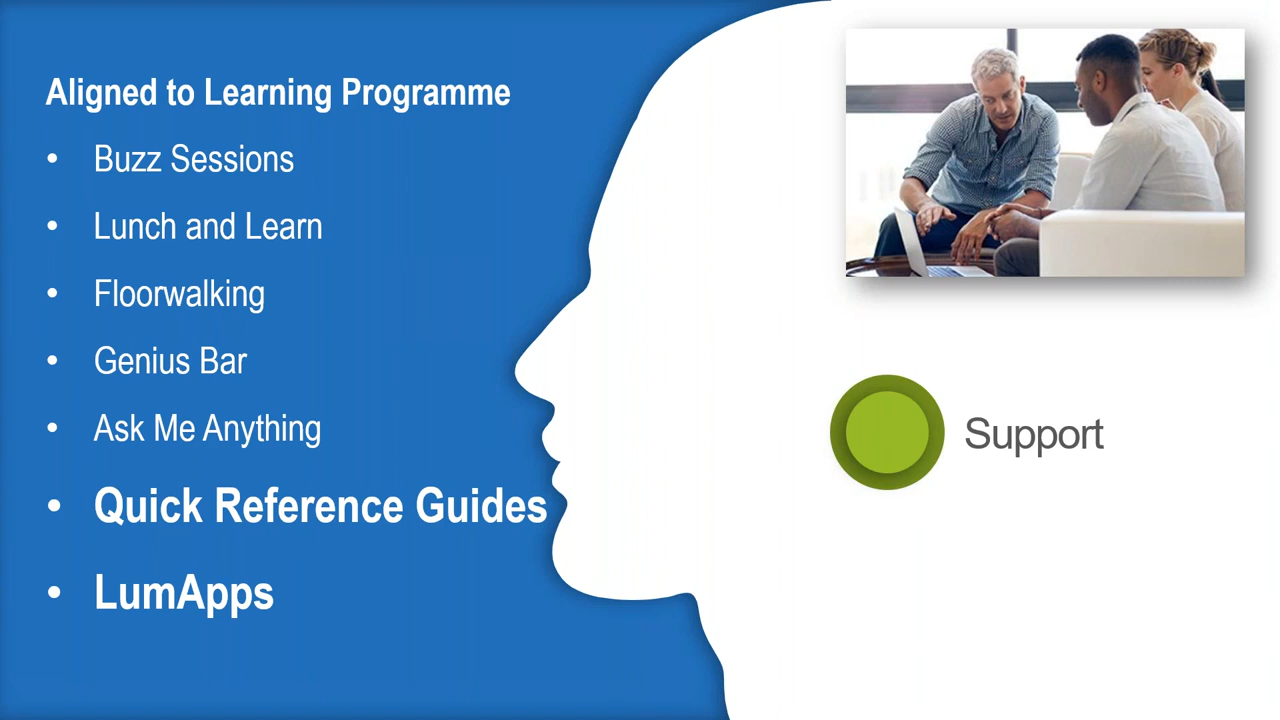 Aligned to Learning Programme
• Buzz Sessions
• Lunch and Learn
• Floorwalking
• Genius Bar
• Ask Me Anything
• Quick Reference Guides
• LumApps
Support